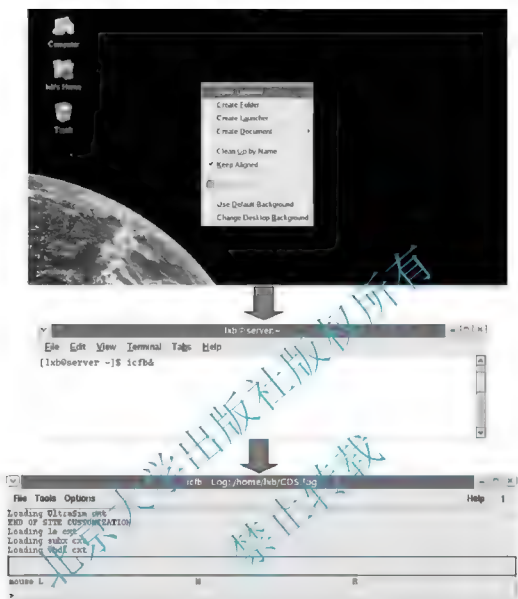 Computer
lxb's Home
Trash
Create Folder
Create Launcher
Create Document
Clean Up by Name
Keep Aligned
Use Default Background
Change Desktop Background
lxb@server:~
File Edit View Terminal Tabs Help
[lxb@server ~]$ icfb&
icfb - Log: /home/lxb/CDS.log
File Tools Options Help 1
Loading UltraSim cxt
END OF SITE CUSTOMIZATION
Loading le cxt
Loading subx cxt
Loading vhdl cxt
mouse L M R
>
北京大学出版社版权所有
禁止转载